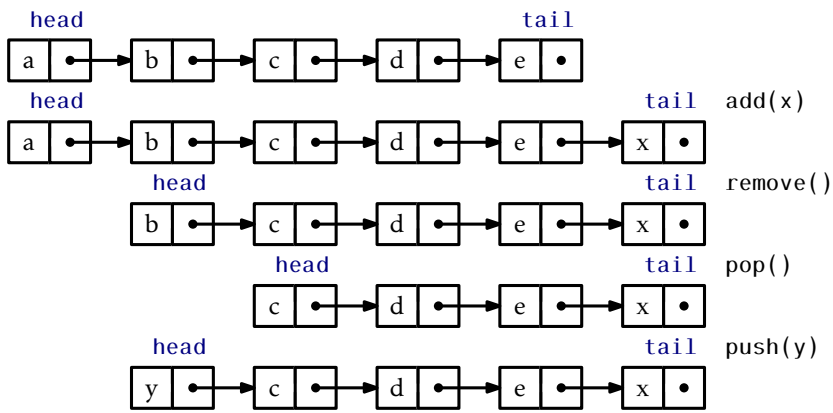 head tail
a b c d e
head tail add(x)
a b c d e x
head tail remove()
b c d e x
head tail pop()
c d e x
head tail push(y)
y c d e x